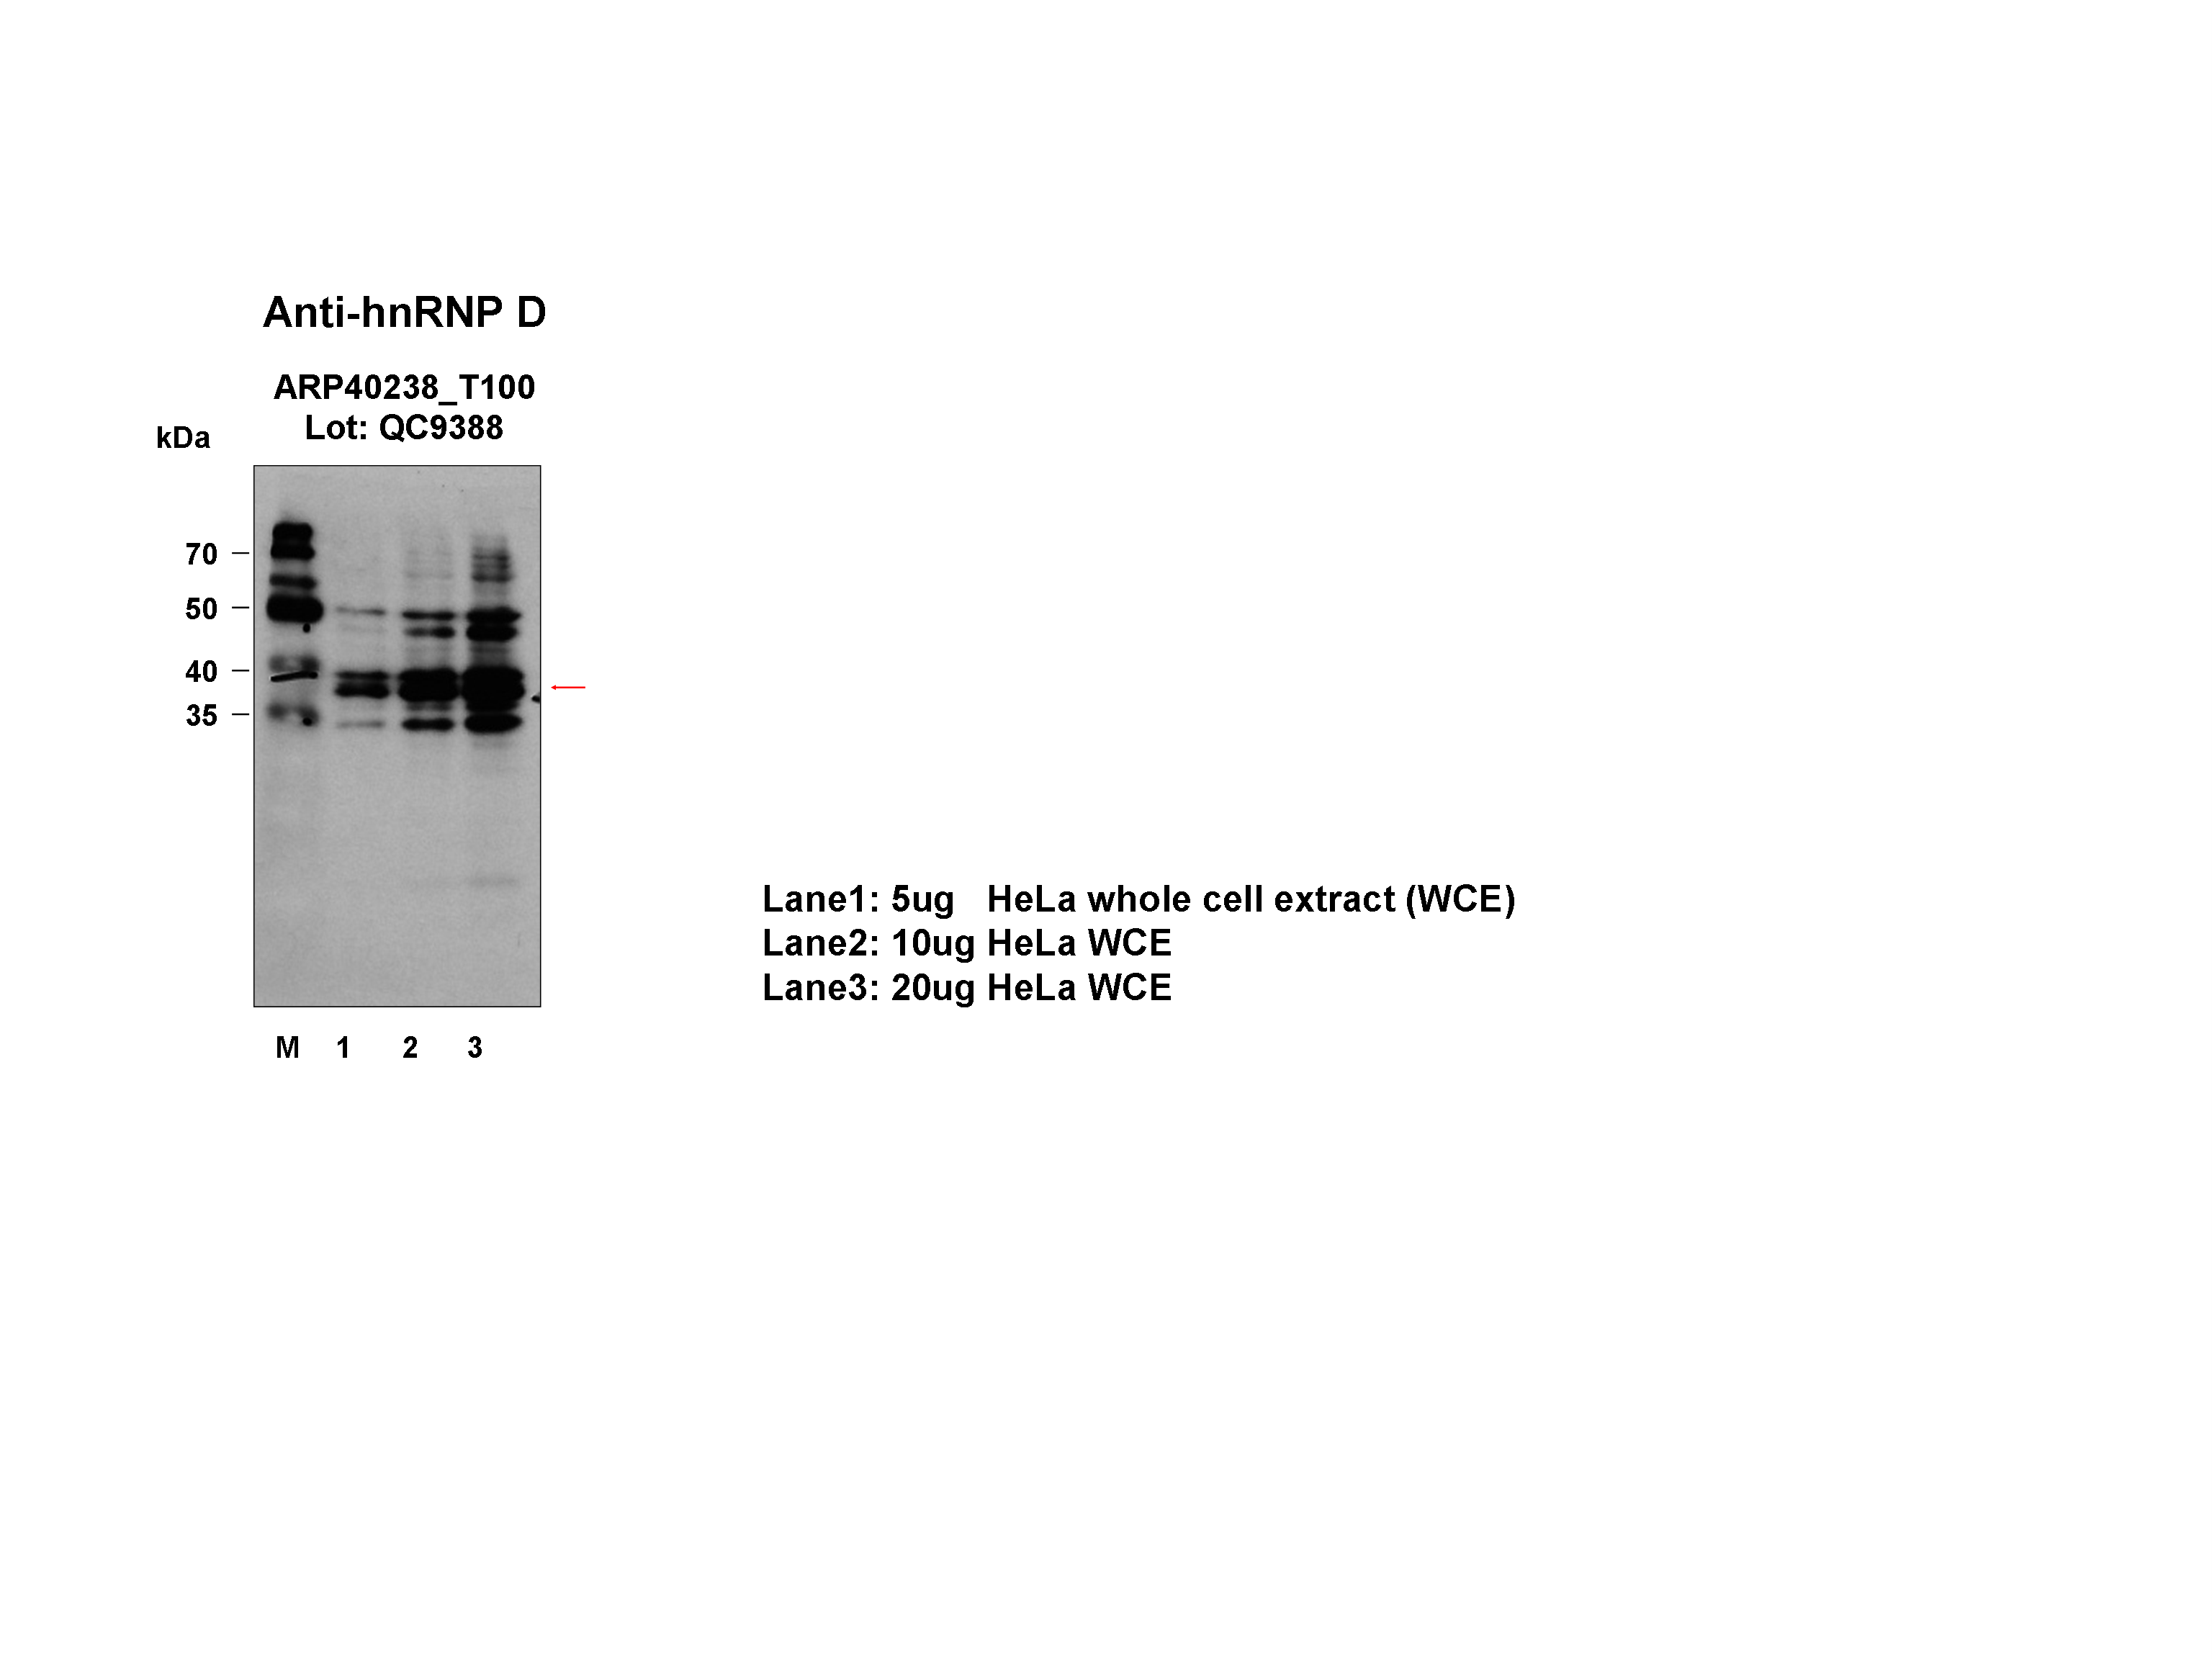 Anti-hnRNP D
ARP40238_T100
Lot: QC9388
kDa
70
50
40
35
Lane1: 5ug HeLa whole cell extract (WCE)
Lane2: 10ug HeLa WCE
Lane3: 20ug HeLa WCE
M 1 2 3